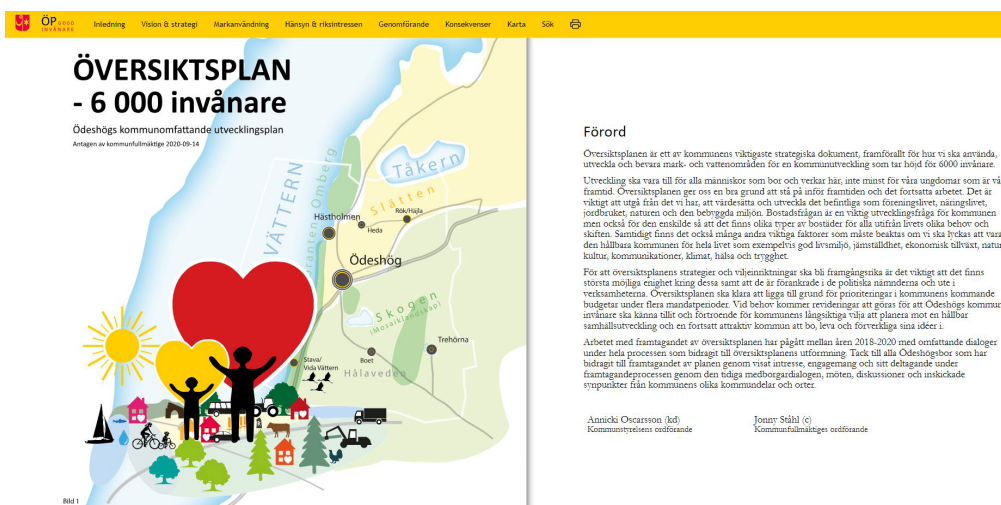 ÖP 6000
INVÅNARE
Inledning Vision & strategi Markanvändning Hänsyn & riksintressen Genomförande Konsekvenser Karta Sök
ÖVERSIKTSPLAN
- 6 000 invånare
Ödeshögs kommunomfattande utvecklingsplan
Antagen av kommunfullmäktige 2020-09-14
VÄTTERN
Branten Omberg
Tåkern
Slätten
Hästholmen
Rök/Hajla
Heda
Ödeshög
Skogen
(Mosaiklandskap)
Trehörna
Stava/
Vida Vättern
Boet
Hålaveden
Bild 1
Förord
Översiktsplanen är ett av kommunens viktigaste strategiska dokument, framförallt för hur vi ska använda,
utveckla och bevara mark- och vattenområden för en kommunutveckling som tar höjd för 6000 invånare.
Utveckling ska vara till för alla människor som bor och verkar här, inte minst för våra ungdomar som är vå
framtid. Översiktsplanen ger oss en bra grund att stå på inför framtiden och det fortsatta arbetet. Det är
viktigt att utgå från det vi har, att värdesätta och utveckla det befintliga som föreningslivet, näringslivet,
jordbruket, naturen och den bebyggda miljön. Bostadsfrågan är en viktig utvecklingsfråga för kommunen
men också för den enskilde så att det finns olika typer av bostäder för alla utifrån livets olika behov och
skiften. Samtidigt finns det också många andra viktiga faktorer som måste beaktas om vi ska lyckas att vara
den hållbara kommunen för hela livet som exempelvis god livsmiljö, jämställdhet, ekonomisk tillväxt, natur
kultur, kommunikationer, klimat, hälsa och trygghet.
För att översiktsplanens strategier och viljeinriktningar ska bli framgångsrika är det viktigt att det finns
största möjliga enighet kring dessa samt att de är förankrade i de politiska nämnderna och ute i
verksamheterna. Översiktsplanen ska klara att ligga till grund för prioriteringar i kommunens kommande
budgetar under flera mandatperioder. Vid behov kommer revideringar att göras för att Ödeshögs kommun
invånare ska känna tillit och förtroende för kommunens långsiktiga vilja att planera mot en hållbar
samhällsutveckling och en fortsatt attraktiv kommun att bo, leva och förverkliga sina idéer i.
Arbetet med framtagandet av översiktsplanen har pågått mellan åren 2018-2020 med omfattande dialoger
under hela processen som bidragit till översiktsplanens utformning. Tack till alla Ödeshögsbor som har
bidragit till framtagandet av planen genom visat intresse, engagemang och sitt deltagande under
framtagandeprocessen genom den tidiga medborgardialogen, möten, diskussioner och inskickade
synpunkter från kommunens olika kommundelar och orter.
Annicki Oscarsson (kd) Jonny Ståhl (c)
Kommunstyrelsens ordförande Kommunfullmäktiges ordförande